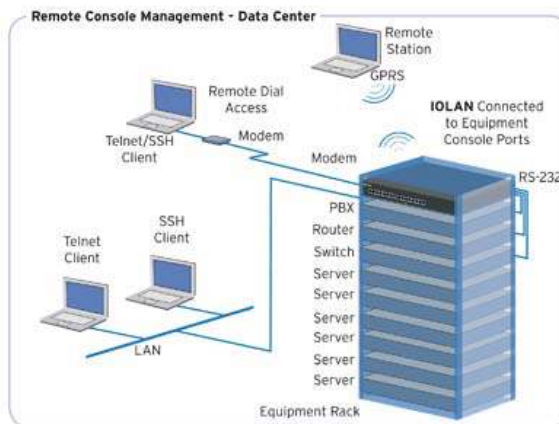 Remote Console Management - Data Center
Remote
Station
GPRS
Remote Dial
Access
Modem
Telnet/SSH
Client
IOLAN Connected
to Equipment
Console Ports
Modem
RS-232
PBX
Router
Switch
Server
Server
Server
Server
Server
Server
Equipment Rack
SSH
Client
Telnet
Client
LAN